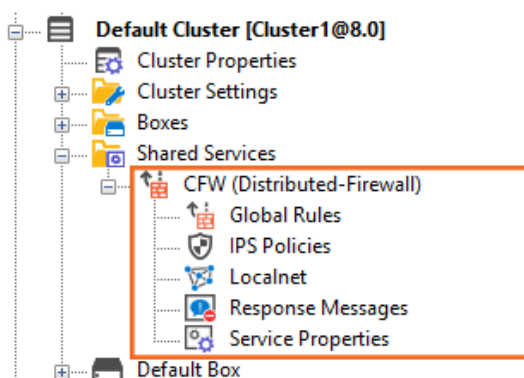 Default Cluster [Cluster1@8.0]
Cluster Properties
Cluster Settings
Boxes
Shared Services
CFW (Distributed-Firewall)
Global Rules
IPS Policies
Localnet
Response Messages
Service Properties
Default Box